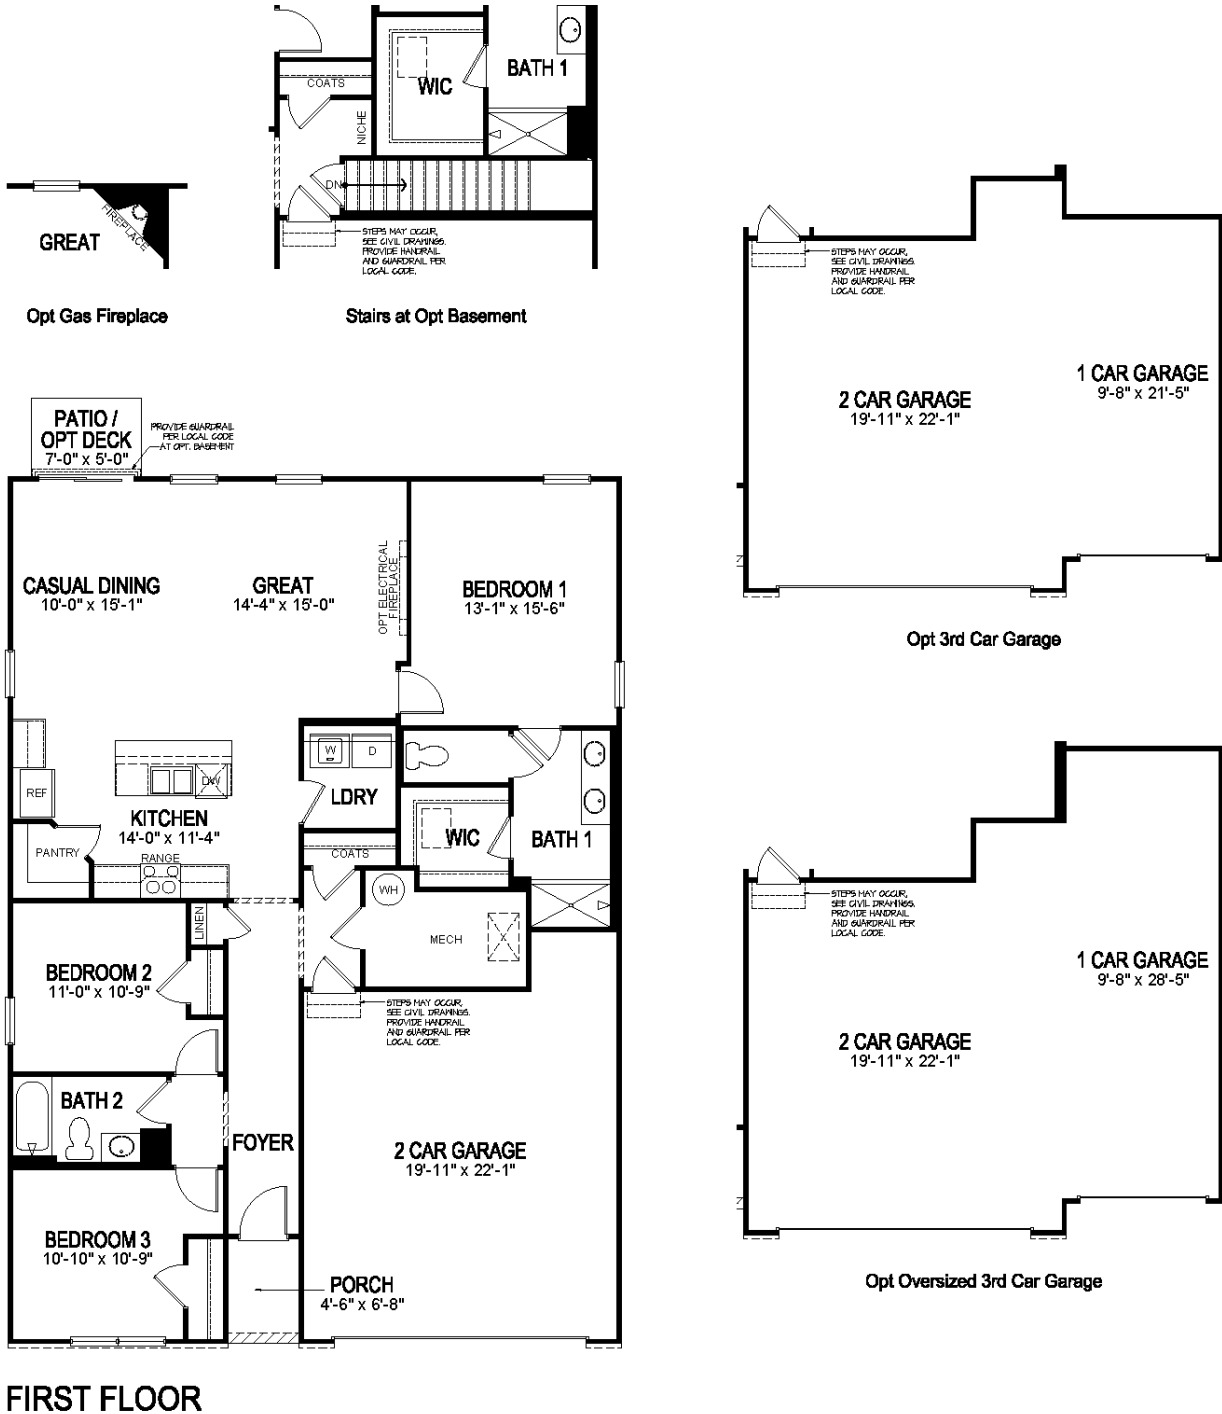 COATS
NICHE
WIC
BATH 1
DN
STEPS MAY OCCUR,
SEE CIVIL DRAWINGS.
PROVIDE HANDRAIL
AND GUARDRAIL PER
LOCAL CODE.
Stairs at Opt Basement
FIREPLACE
GREAT
Opt Gas Fireplace
STEPS MAY OCCUR,
SEE CIVIL DRAWINGS.
PROVIDE HANDRAIL
AND GUARDRAIL PER
LOCAL CODE.
1 CAR GARAGE
9'-8" x 21'-5"
2 CAR GARAGE
19'-11" x 22'-1"
Opt 3rd Car Garage
PATIO /
OPT DECK
7'-0" x 5'-0"
PROVIDE GUARDRAIL
PER LOCAL CODE
AT OPT. BASEMENT
CASUAL DINING
10'-0" x 15'-1"
GREAT
14'-4" x 15'-0"
OPT ELECTRICAL
FIREPLACE
BEDROOM 1
13'-1" x 15'-6"
W
D
LDRY
REF
DW
KITCHEN
14'-0" x 11'-4"
PANTRY
RANGE
COATS
WIC
BATH 1
WH
MECH
X
LINEN
BEDROOM 2
11'-0" x 10'-9"
STEPS MAY OCCUR,
SEE CIVIL DRAWINGS.
PROVIDE HANDRAIL
AND GUARDRAIL PER
LOCAL CODE.
BATH 2
FOYER
2 CAR GARAGE
19'-11" x 22'-1"
BEDROOM 3
10'-10" x 10'-9"
PORCH
4'-6" x 6'-8"
STEPS MAY OCCUR,
SEE CIVIL DRAWINGS.
PROVIDE HANDRAIL
AND GUARDRAIL PER
LOCAL CODE.
1 CAR GARAGE
9'-8" x 28'-5"
2 CAR GARAGE
19'-11" x 22'-1"
Opt Oversized 3rd Car Garage
FIRST FLOOR